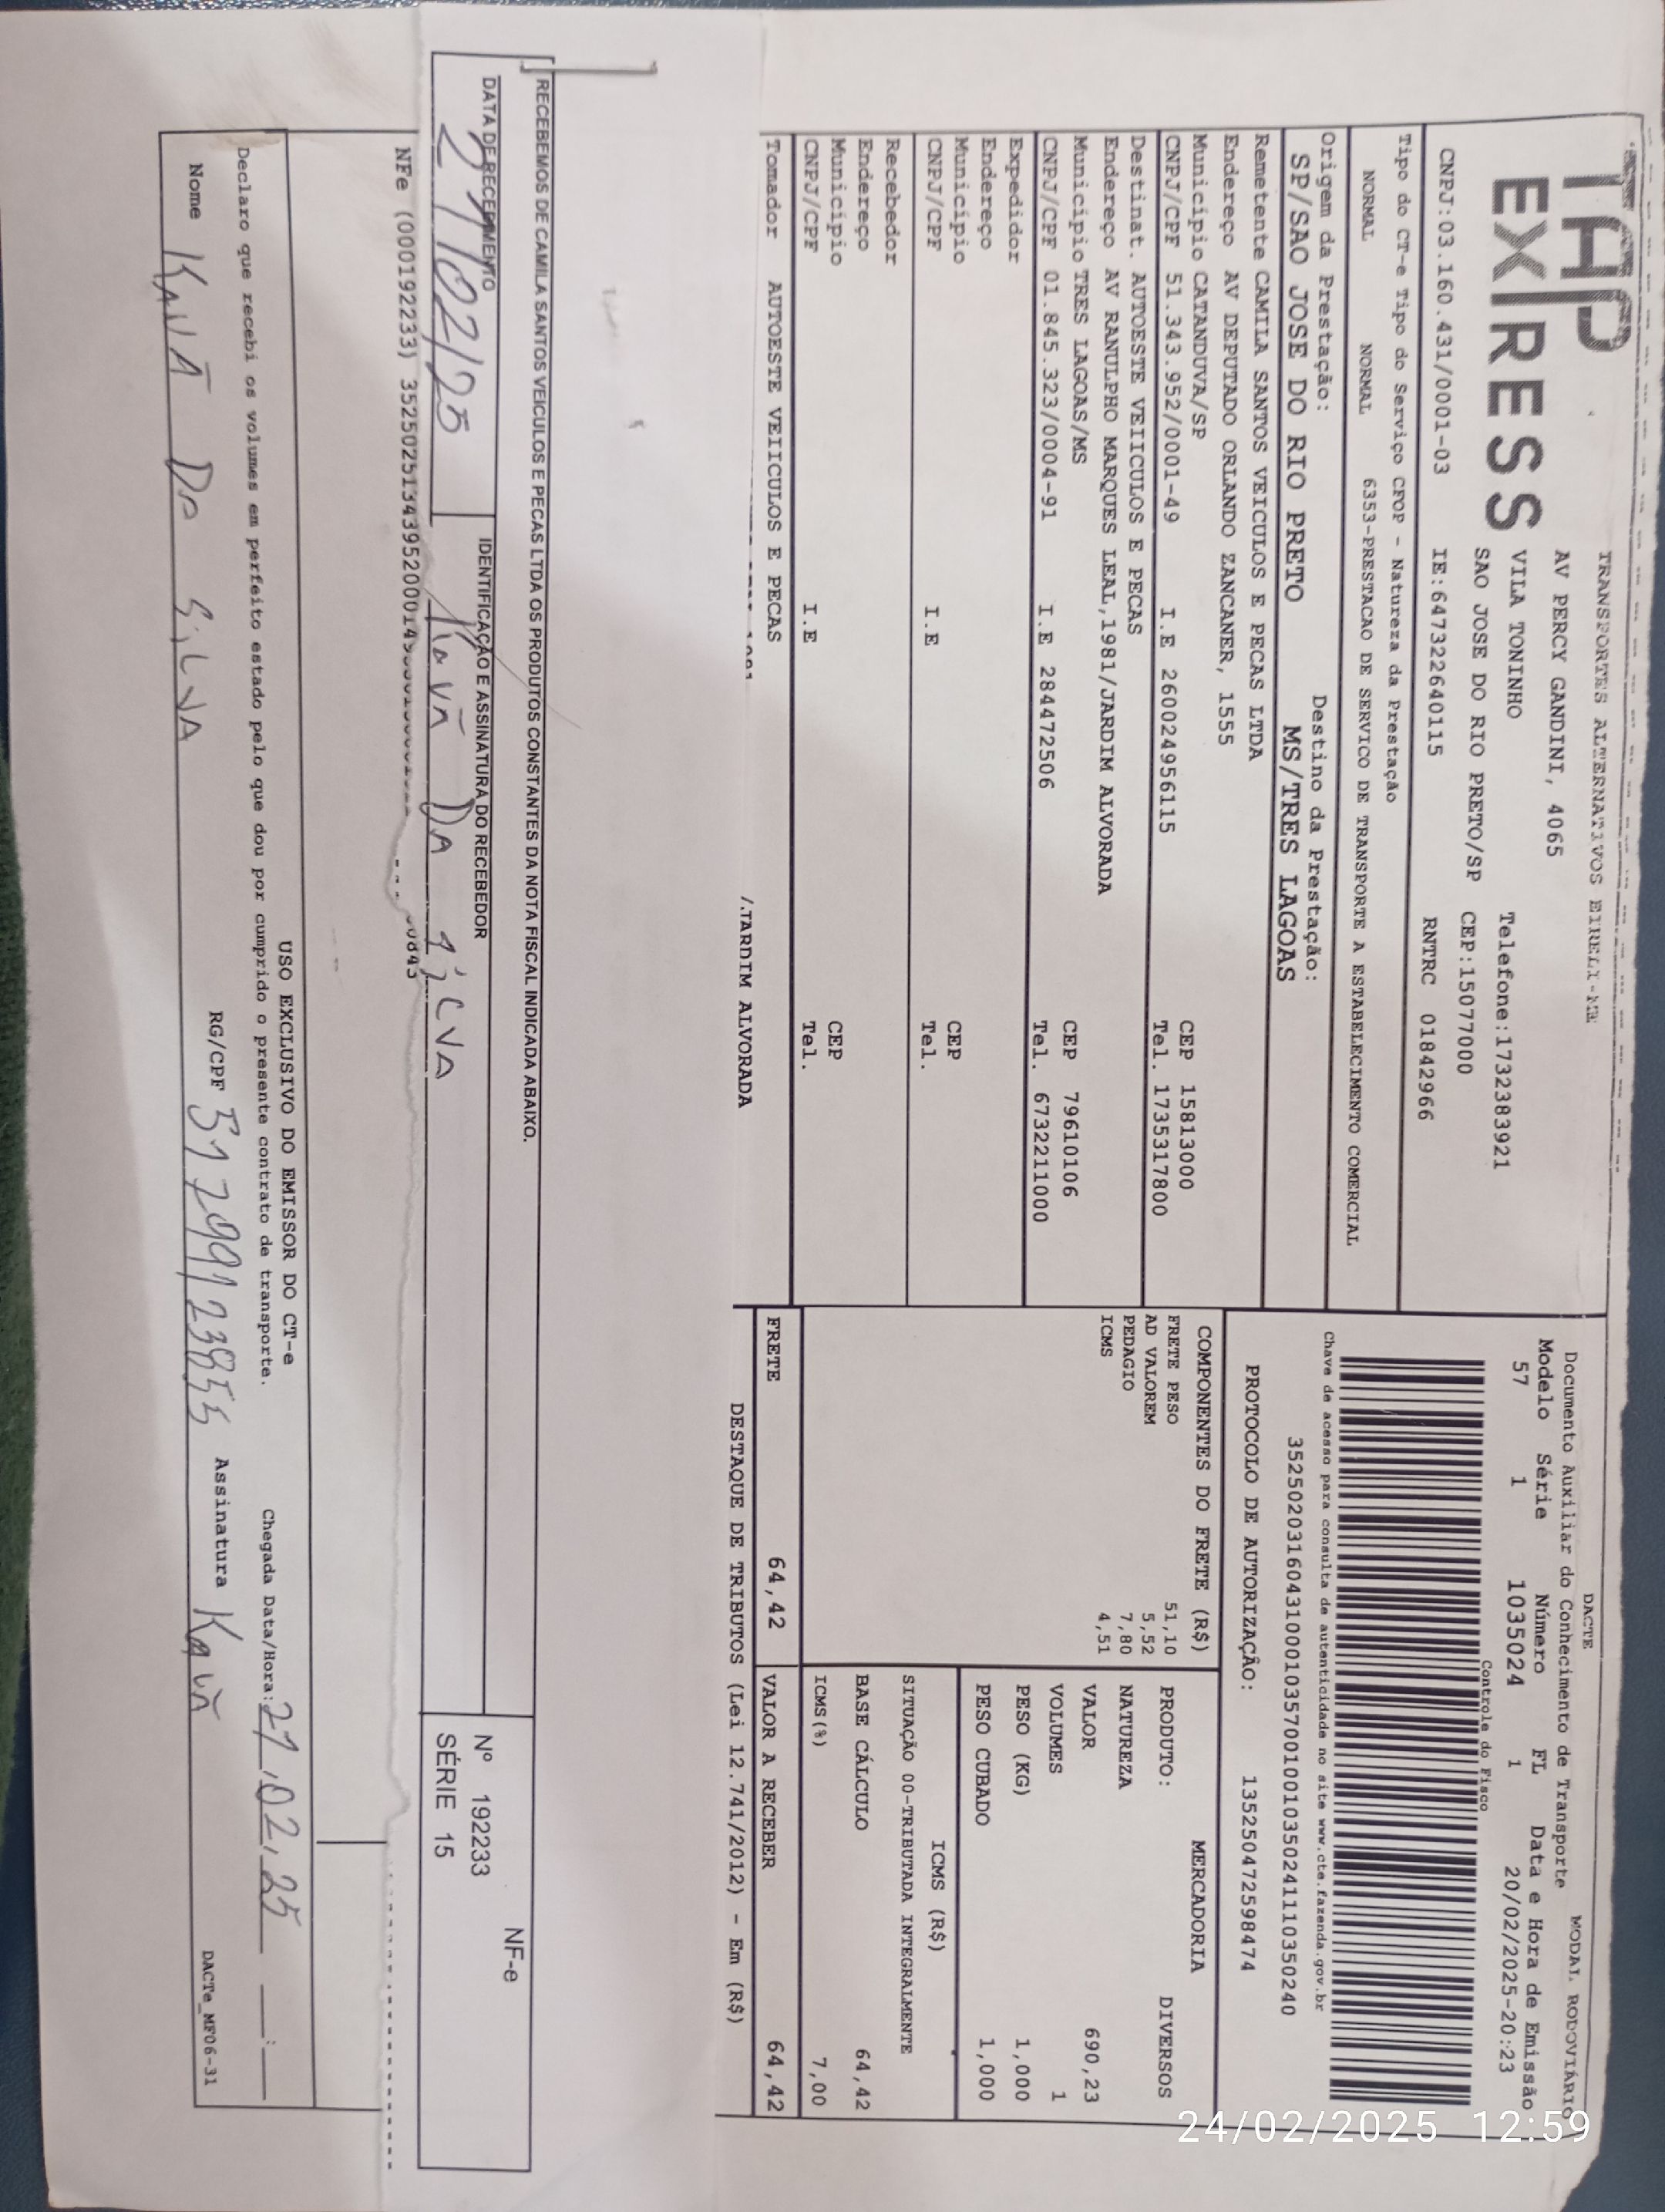 TRANSPORTES ALTERNATIVOS EIRELI-ME
EXPRESS
AV PERCY GANDINI, 4065
VILA TONINHO Telefone:1732383921
SAO JOSE DO RIO PRETO/SP CEP:15077000
CNPJ:03.160.431/0001-03 IE:647322640115 RNTRC 01842966
Tipo do CT-e Tipo do Serviço CFOP - Natureza da Prestação
NORMAL NORMAL 6353-PRESTACAO DE SERVICO DE TRANSPORTE A ESTABELECIMENTO COMERCIAL
Origem da Prestação: Destino da Prestação:
SP/SAO JOSE DO RIO PRETO MS/TRES LAGOAS
Remetente CAMILA SANTOS VEICULOS E PECAS LTDA
Endereço AV DEPUTADO ORLANDO ZANCANER, 1555
Município CATANDUVA/SP CEP 15813000
CNPJ/CPF 51.343.952/0001-49 I.E 260024956115 Tel. 1735317800
Destinat. AUTOESTE VEIICULOS E PECAS
Endereço AV RANULPHO MARQUES LEAL,1981/JARDIM ALVORADA
Municipio TRES LAGOAS/MS CEP 79610106
CNPJ/CPF 01.845.323/0004-91 I.E 284472506 Tel. 673221100​0
Expedidor
Endereço
Município CEP
CNPJ/CPF I.E Tel.
Recebedor
Endereço
Município CEP
CNPJ/CPF I.E Tel.
Tomador AUTOESTE VEIICULOS E PECAS
/JARDIM ALVORADA
DACTE MODAL RODOVIÁRIO
Documento Auxiliar do Conhecimento de Transporte
Modelo Série Número FL Data e Hora de Emissão
57 1 1035024 1 20/02/2025-20:23
Controle do Fisco
Chave de acesso para consulta de autenticidade no site www.cte.fazenda.gov.br
35250203160431000103570010010350241110350240
PROTOCOLO DE AUTORIZAÇÃO: 135250472598474
COMPONENTES DO FRETE (R$)
FRETE PESO 51,10
AD VALOREM 5,52
PEDAGIO 7,80
ICMS 4,51
MERCADORIA
PRODUTO: DIVERSOS
NATUREZA
VALOR 690,23
VOLUMES 1
PESO (KG) 1,000
PESO CUBADO 1,000
ICMS (R$)
SITUAÇÃO 00-TRIBUTADA INTEGRALMENTE
BASE CÁLCULO 64,42
ICMS(%) 7,00
FRETE 64,42 VALOR A RECEBER 64,42
DESTAQUE DE TRIBUTOS (Lei 12.741/2012) - Em (R$)
RECEBEMOS DE CAMILA SANTOS VEICULOS E PECAS LTDA OS PRODUTOS CONSTANTES DA NOTA FISCAL INDICADA ABAIXO.
DATA DE RECEBIMENTO IDENTIFICAÇÃO E ASSINATURA DO RECEBEDOR
21/02/25 Kauã Da Silva
NF-e
Nº 192233
SÉRIE 15
NFe (000192233)
USO EXCLUSIVO DO EMISSOR DO CT-e
Declaro que recebi os volumes em perfeito estado pelo que dou por cumprido o presente contrato de transporte. Chegada Data/Hora: 21.02.25
Nome Kauã Da Silva RG/CPF Assinatura Kauã
DACTe_MF06-31
24/02/2025 12:59